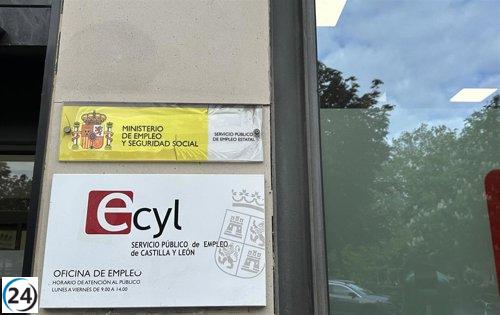 MINISTERIO
DE EMPLEO
Y SEGURIDAD SOCIAL
SERVICIO PÚBLICO
DE EMPLEO ESTATAL
ecyl
SERVICIO PÚBLICO de EMPLEO
de CASTILLA Y LEÓN
OFICINA DE EMPLEO
HORARIO DE ATENCIÓN AL PÚBLICO
LUNES A VIERNES DE 9.00 A 14.00
24